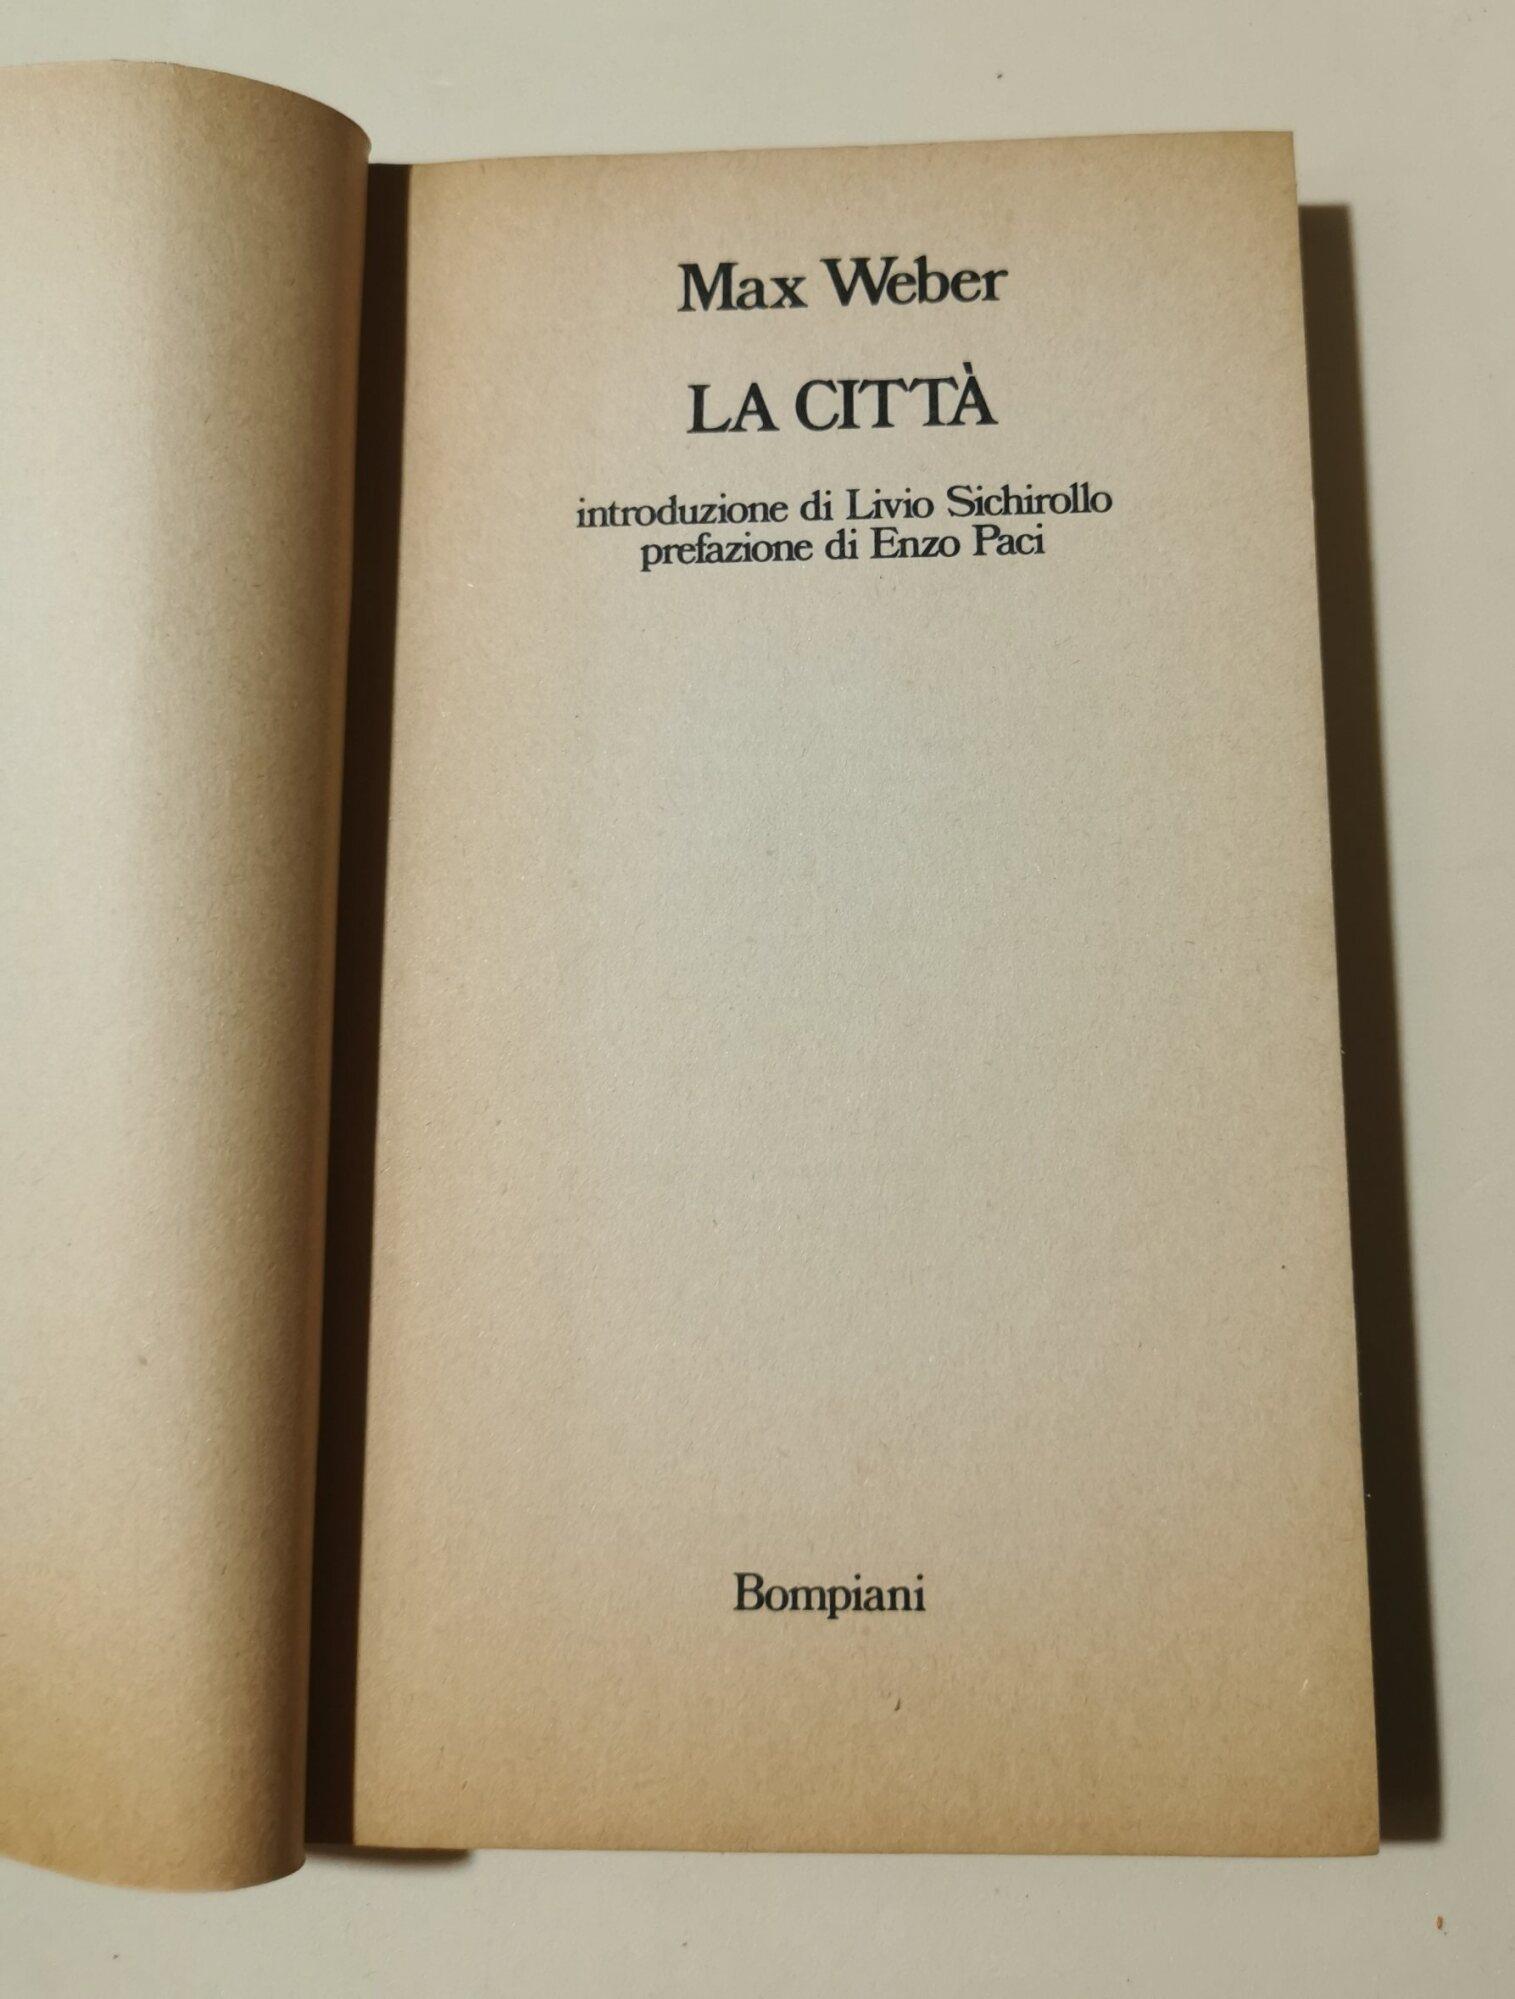 Max Weber
LA CITTÀ
introduzione di Livio Sichirollo
prefazione di Enzo Paci
Bompiani